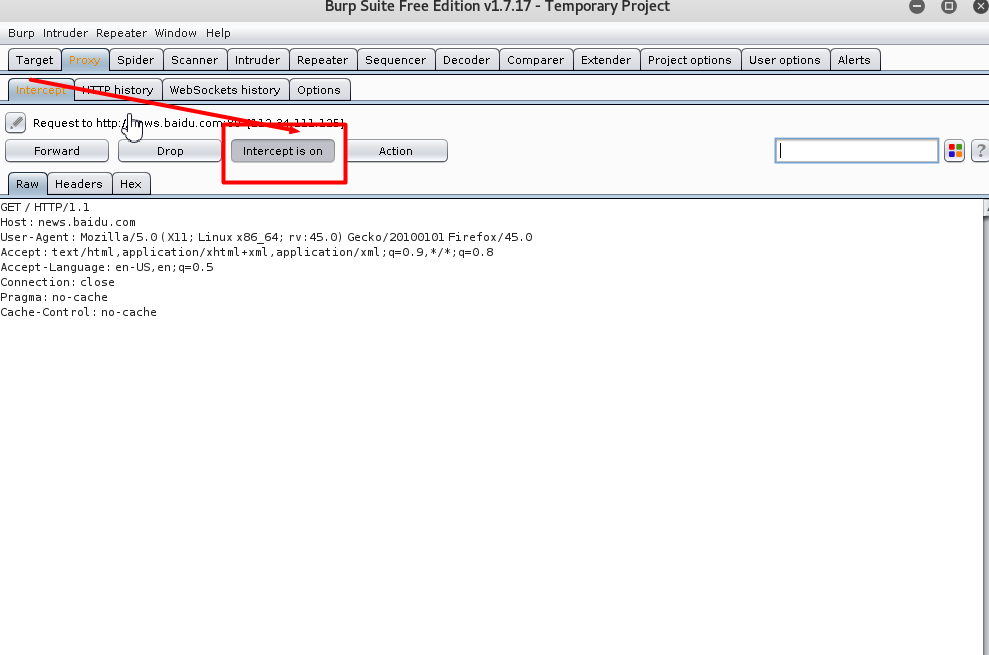 Burp Suite Free Edition v1.7.17 - Temporary Project
Burp Intruder Repeater Window Help
Target Proxy Spider Scanner Intruder Repeater Sequencer Decoder Comparer Extender Project options User options Alerts
Intercept HTTP history WebSockets history Options
Request to http://news.baidu.com:80 [112.34.111.125]
Forward Drop Intercept is on Action ?
Raw Headers Hex
GET / HTTP/1.1
Host: news.baidu.com
User-Agent: Mozilla/5.0 (X11; Linux x86_64; rv:45.0) Gecko/20100101 Firefox/45.0
Accept: text/html,application/xhtml+xml,application/xml;q=0.9,*/*;q=0.8
Accept-Language: en-US,en;q=0.5
Connection: close
Pragma: no-cache
Cache-Control: no-cache